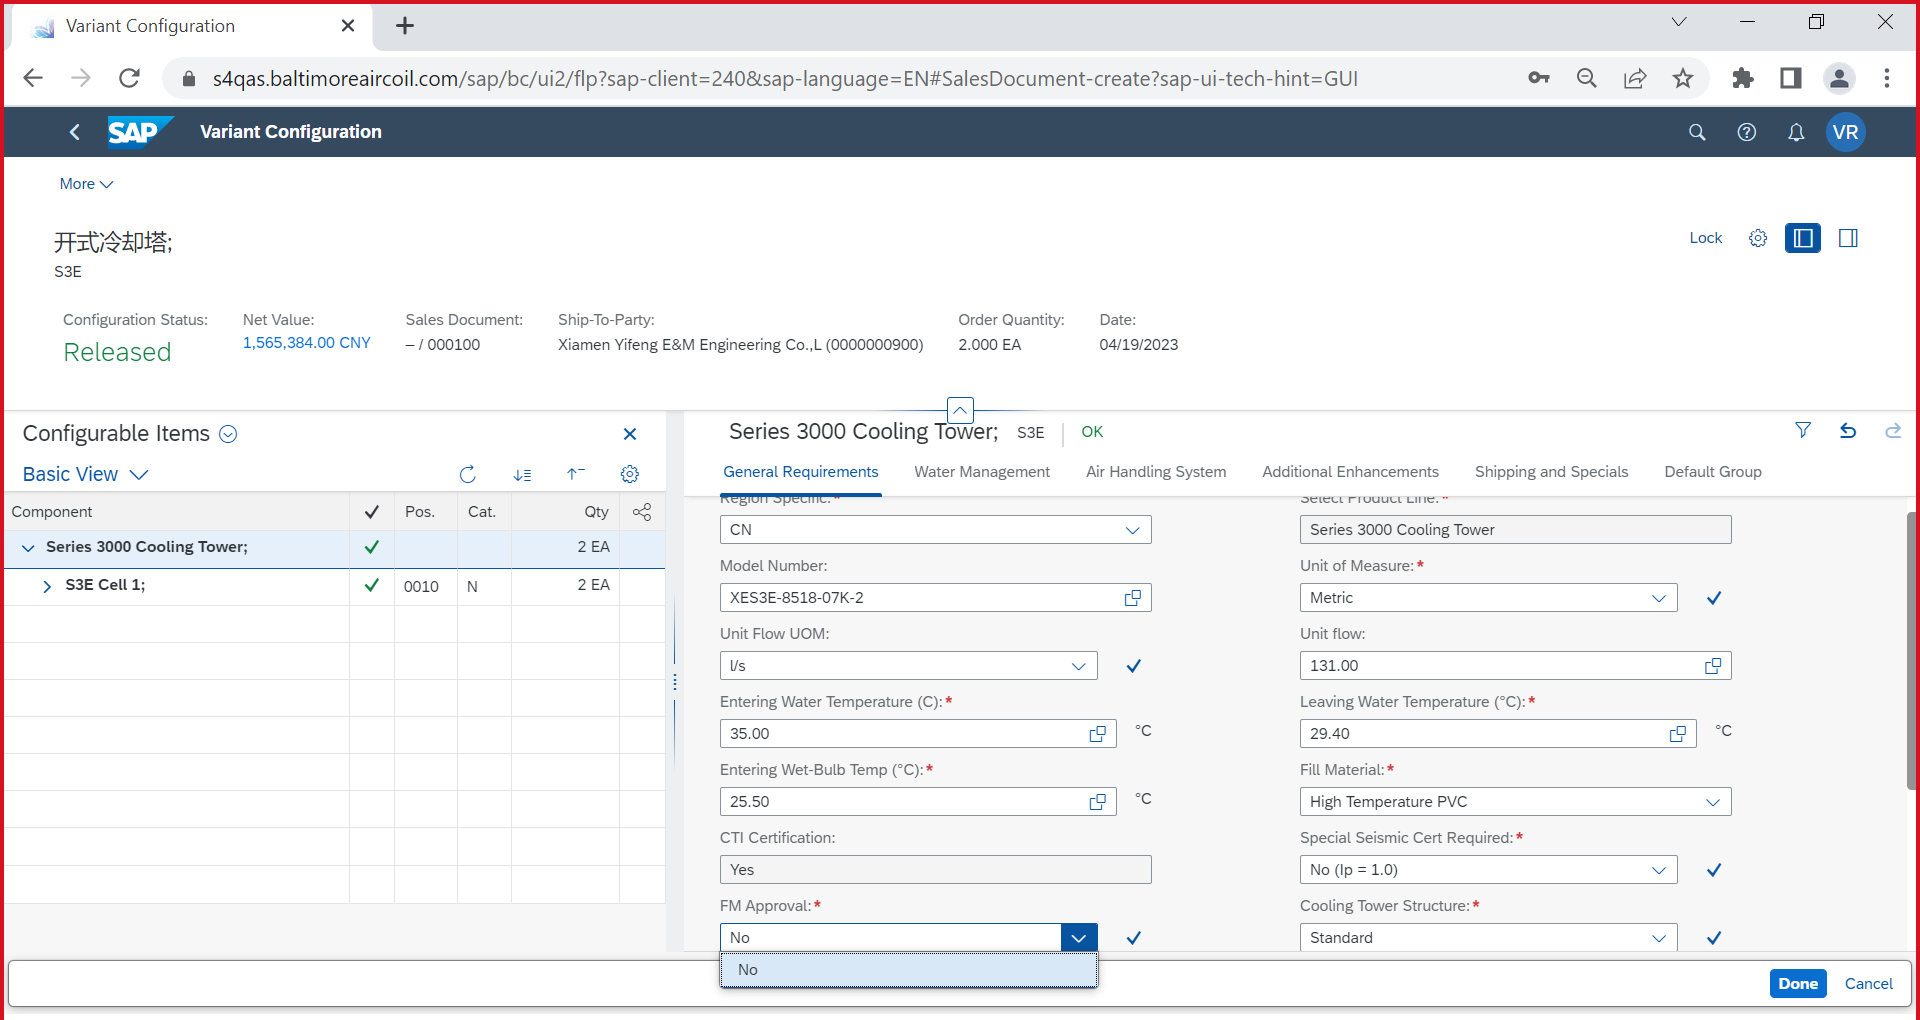 Variant Configuration
s4qas.baltimoreaircoil.com/sap/bc/ui2/flp?sap-client=240&sap-language=EN#SalesDocument-create?sap-ui-tech-hint=GUI
SAP
Variant Configuration
VR
More
开式冷却塔;
S3E
Lock
Configuration Status:
Released
Net Value:
1,565,384.00 CNY
Sales Document:
– / 000100
Ship-To-Party:
Xiamen Yifeng E&M Engineering Co.,L (0000000900)
Order Quantity:
2.000 EA
Date:
04/19/2023
Configurable Items
Basic View
Component Pos. Cat. Qty
Series 3000 Cooling Tower; 2 EA
S3E Cell 1; 0010 N 2 EA
Series 3000 Cooling Tower; S3E OK
General Requirements Water Management Air Handling System Additional Enhancements Shipping and Specials Default Group
Region Specific:* Select Product Line:*
CN Series 3000 Cooling Tower
Model Number: Unit of Measure:*
XES3E-8518-07K-2 Metric
Unit Flow UOM: Unit flow:
l/s 131.00
Entering Water Temperature (C):* Leaving Water Temperature (°C):*
35.00 °C 29.40 °C
Entering Wet-Bulb Temp (°C):* Fill Material:*
25.50 °C High Temperature PVC
CTI Certification: Special Seismic Cert Required:*
Yes No (Ip = 1.0)
FM Approval:* Cooling Tower Structure:*
No Standard
No
Done Cancel